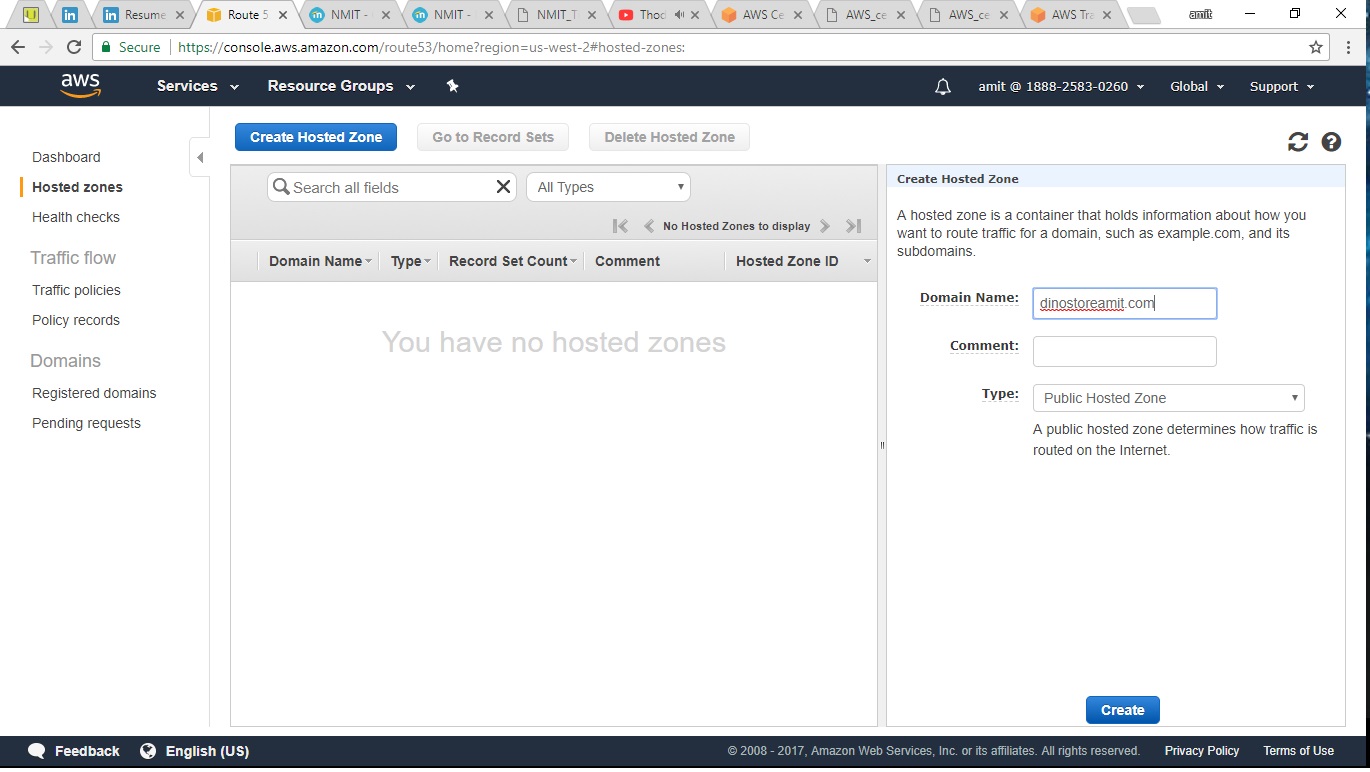 Resume
Route 5
NMIT -
NMIT -
NMIT_T
Thod
AWS Ce
AWS_ce
AWS_ce
AWS Tra
amit
Secure
https://console.aws.amazon.com/route53/home?region=us-west-2#hosted-zones:
aws
Services
Resource Groups
amit @ 1888-2583-0260
Global
Support
Dashboard
Hosted zones
Health checks
Traffic flow
Traffic policies
Policy records
Domains
Registered domains
Pending requests
Create Hosted Zone
Go to Record Sets
Delete Hosted Zone
Search all fields
All Types
No Hosted Zones to display
Domain Name
Type
Record Set Count
Comment
Hosted Zone ID
You have no hosted zones
Create Hosted Zone
A hosted zone is a container that holds information about how you
want to route traffic for a domain, such as example.com, and its
subdomains.
Domain Name:
dinostoreamit.com
Comment:
Type:
Public Hosted Zone
A public hosted zone determines how traffic is
routed on the Internet.
Create
Feedback
English (US)
© 2008 - 2017, Amazon Web Services, Inc. or its affiliates. All rights reserved.
Privacy Policy
Terms of Use